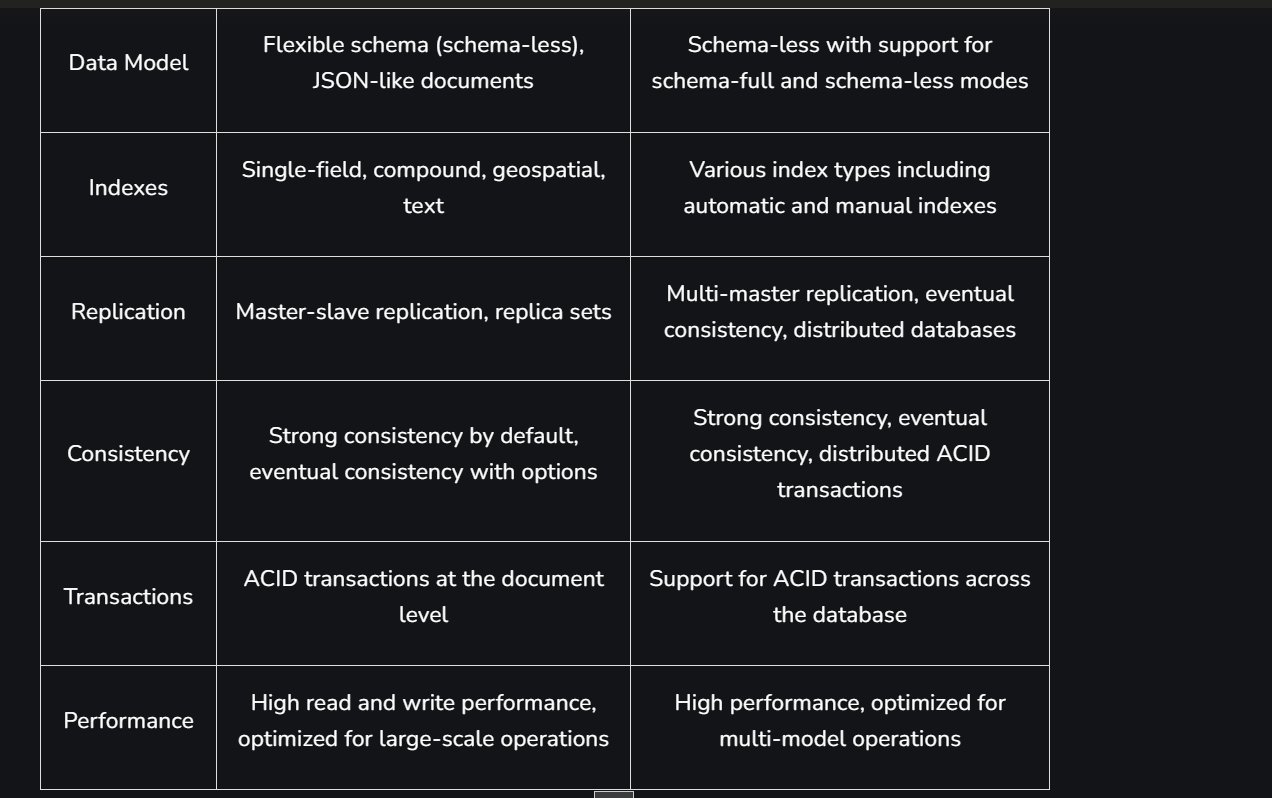 Data Model
Flexible schema (schema-less),
JSON-like documents
Schema-less with support for
schema-full and schema-less modes
Indexes
Single-field, compound, geospatial,
text
Various index types including
automatic and manual indexes
Replication
Master-slave replication, replica sets
Multi-master replication, eventual
consistency, distributed databases
Consistency
Strong consistency by default,
eventual consistency with options
Strong consistency, eventual
consistency, distributed ACID
transactions
Transactions
ACID transactions at the document
level
Support for ACID transactions across
the database
Performance
High read and write performance,
optimized for large-scale operations
High performance, optimized for
multi-model operations